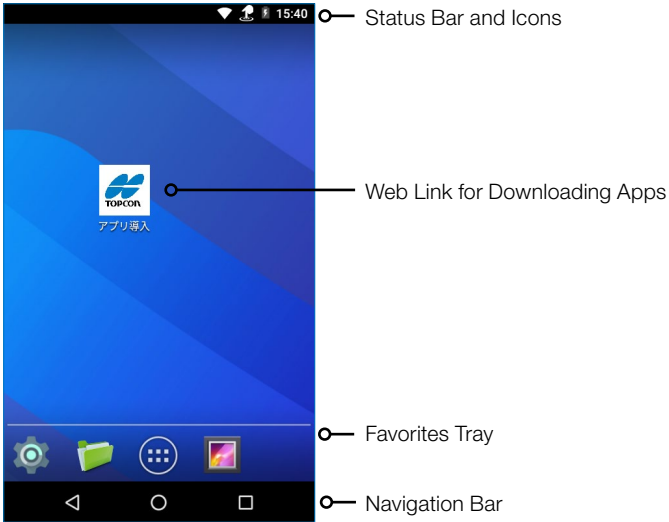 15:40
Status Bar and Icons
TOPCON
Web Link for Downloading Apps
アプリ導入
Favorites Tray
Navigation Bar